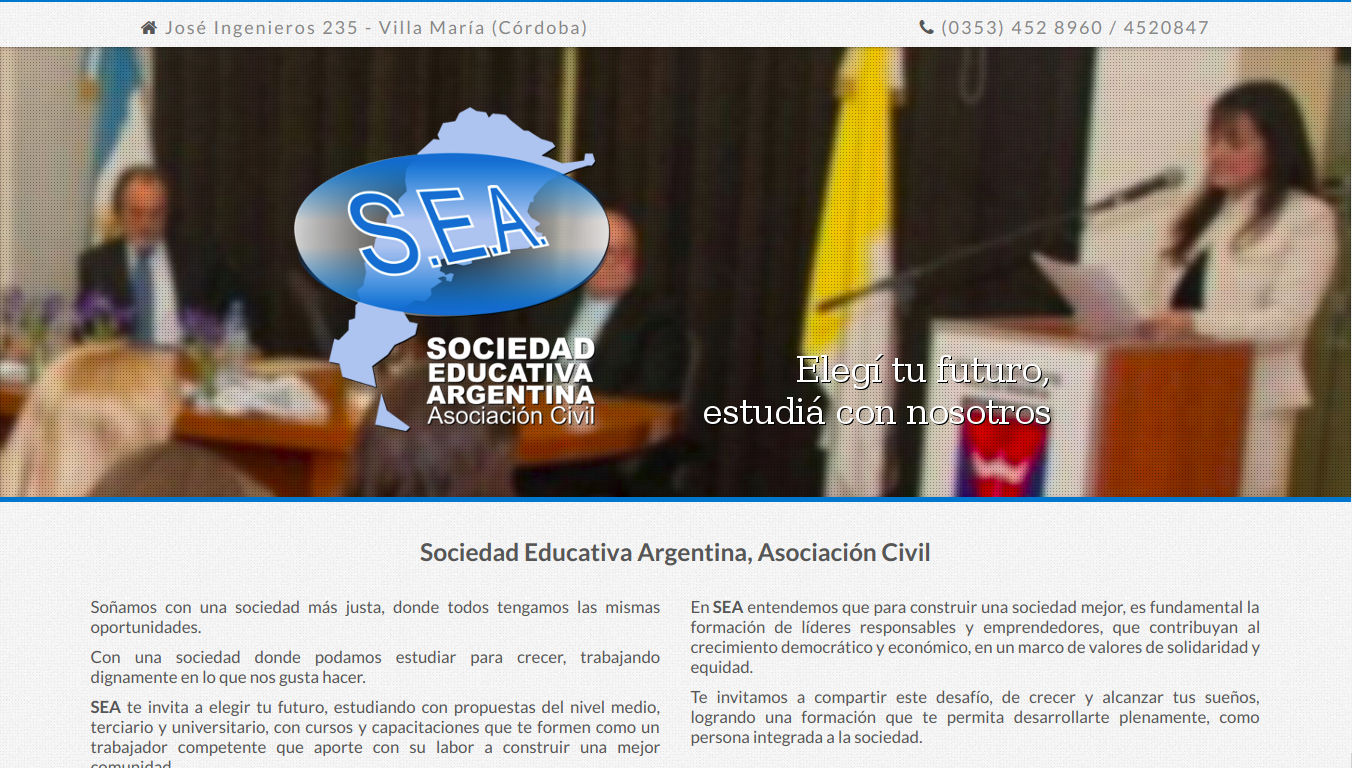 José Ingenieros 235 - Villa María (Córdoba)
(0353) 452 8960 / 4520847
S.E.A.
SOCIEDAD
EDUCATIVA
ARGENTINA
Asociación Civil
Elegí tu futuro,
estudiá con nosotros
Sociedad Educativa Argentina, Asociación Civil
Soñamos con una sociedad más justa, donde todos tengamos las mismas
oportunidades.
Con una sociedad donde podamos estudiar para crecer, trabajando
dignamente en lo que nos gusta hacer.
SEA te invita a elegir tu futuro, estudiando con propuestas del nivel medio,
terciario y universitario, con cursos y capacitaciones que te formen como un
trabajador competente que aporte con su labor a construir una mejor
comunidad
En SEA entendemos que para construir una sociedad mejor, es fundamental la
formación de líderes responsables y emprendedores, que contribuyan al
crecimiento democrático y económico, en un marco de valores de solidaridad y
equidad.
Te invitamos a compartir este desafío, de crecer y alcanzar tus sueños,
logrando una formación que te permita desarrollarte plenamente, como
persona integrada a la sociedad.